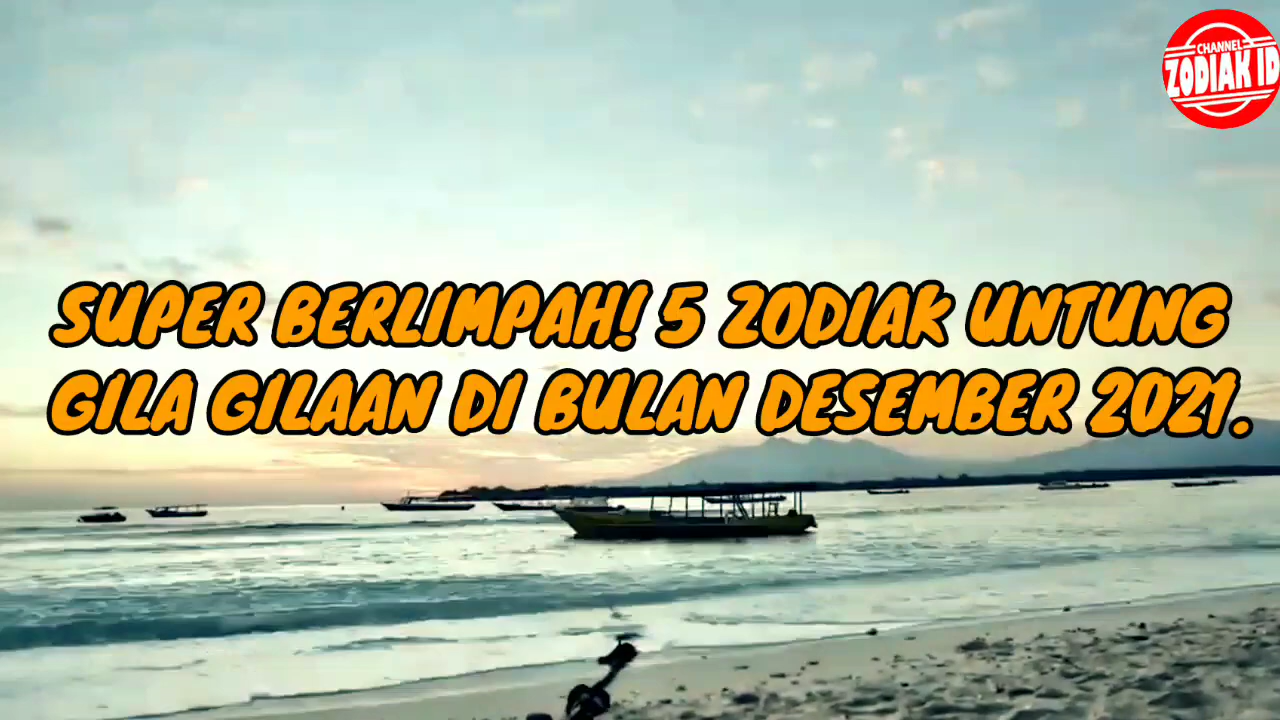 CHANNEL
ZODIAK ID
SUPER BERLIMPAH! 5 ZODIAK UNTUNG
GILA GILAAN DI BULAN DESEMBER 2021.